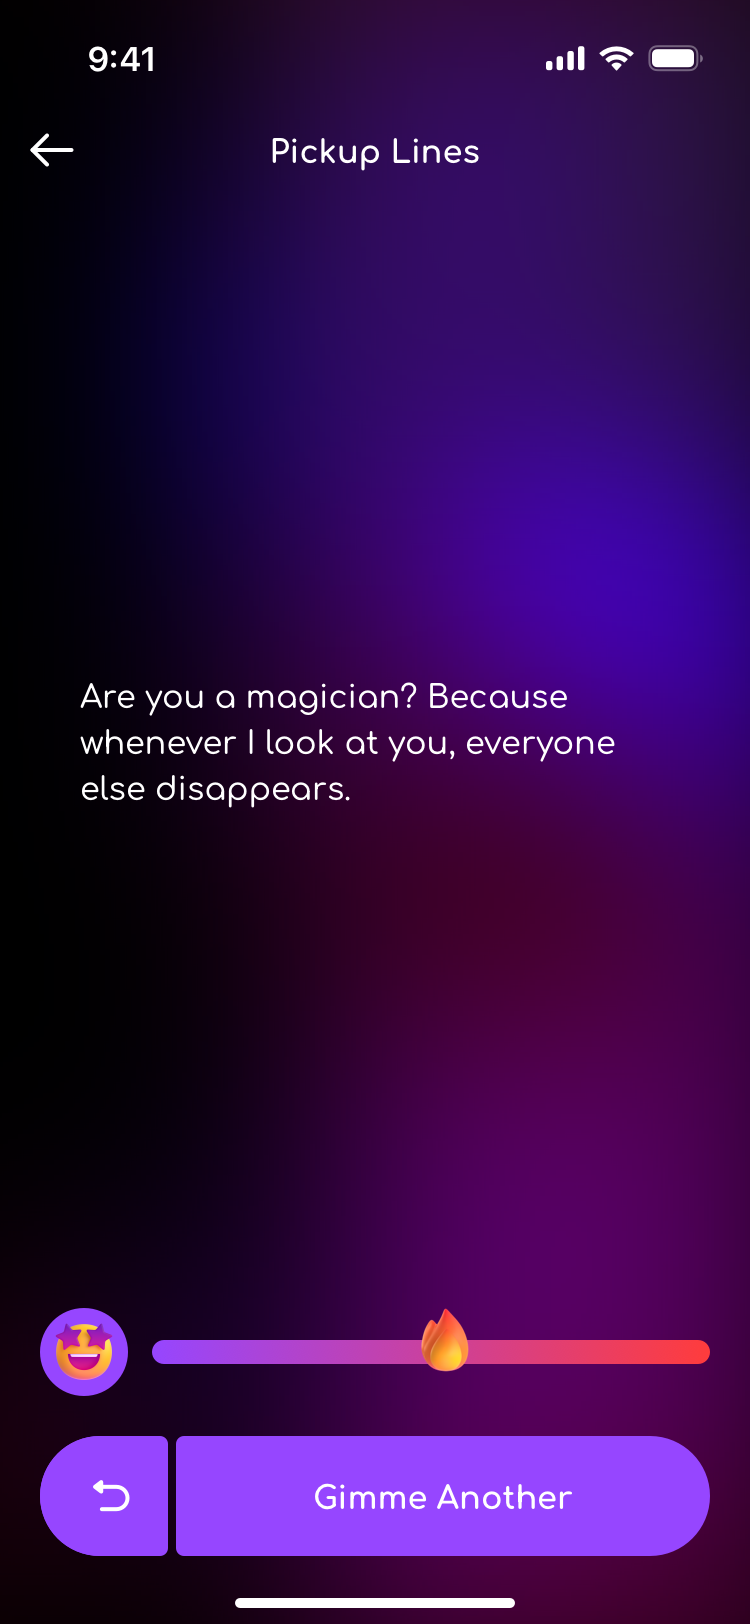 9:41
Pickup Lines
Are you a magician? Because
whenever I look at you, everyone
else disappears.
Gimme Another